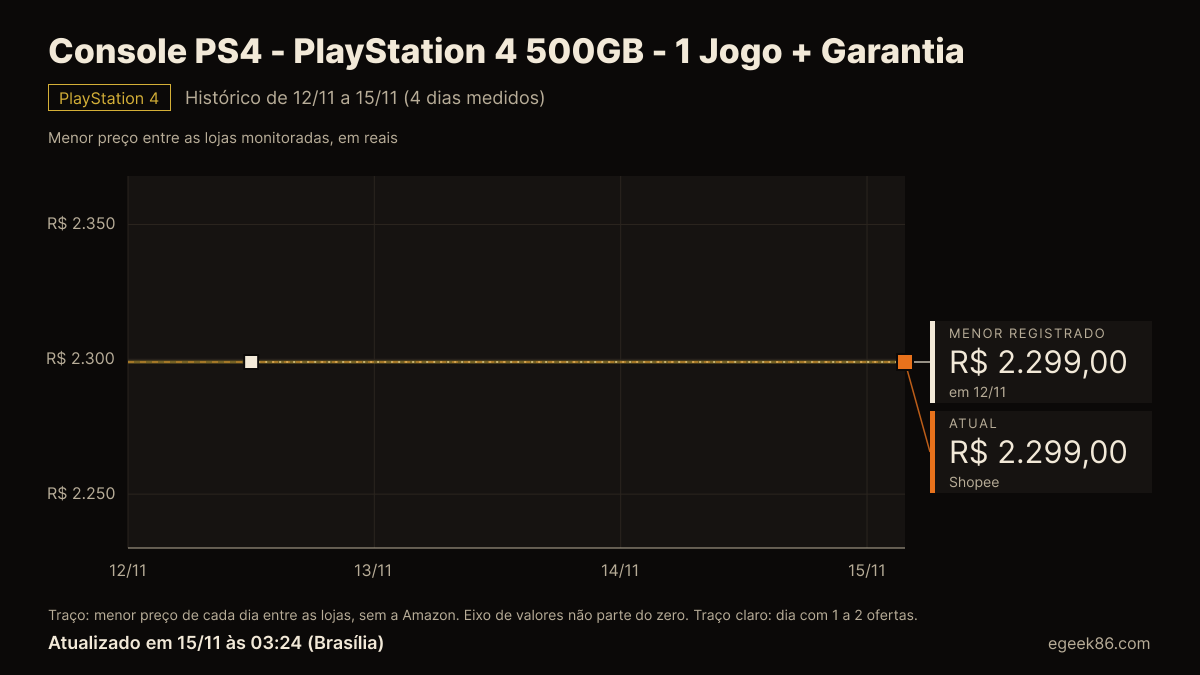 Console PS4 - PlayStation 4 500GB - 1 Jogo + Garantia
PlayStation 4
Histórico de 12/11 a 15/11 (4 dias medidos)
Menor preço entre as lojas monitoradas, em reais
R$ 2.350
R$ 2.300
R$ 2.250
12/11
13/11
14/11
15/11
MENOR REGISTRADO
R$ 2.299,00
em 12/11
ATUAL
R$ 2.299,00
Shopee
Traço: menor preço de cada dia entre as lojas, sem a Amazon. Eixo de valores não parte do zero. Traço claro: dia com 1 a 2 ofertas.
Atualizado em 15/11 às 03:24 (Brasília)
egeek86.com